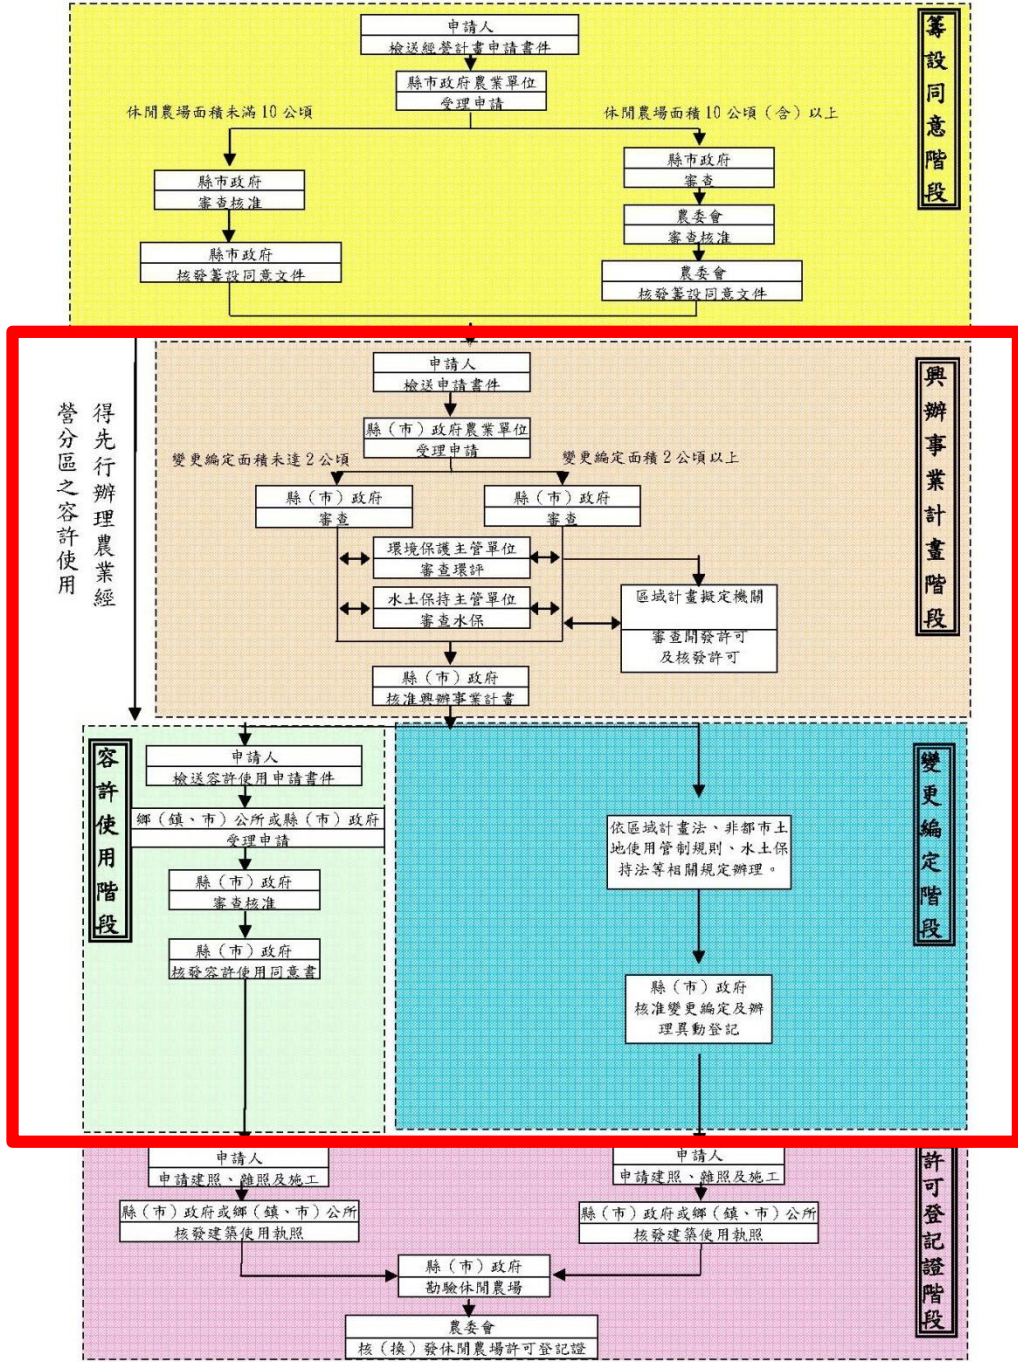 籌設同意階段
申請人
檢送經營計畫申請書件
縣市政府農業單位
受理申請
休閒農場面積未滿10公頃
休閒農場面積10公頃（含）以上
縣市政府
審查核准
縣市政府
核發籌設同意文件
縣市政府
審查
農委會
審查核准
農委會
核發籌設同意文件
得先行辦理農業經
營分區之容許使用
興辦事業計畫階段
申請人
檢送申請書件
縣（市）政府農業單位
受理申請
變更編定面積未達2公頃
變更編定面積2公頃以上
縣（市）政府
審查
縣（市）政府
審查
環境保護主管單位
審查環評
水土保持主管單位
審查水保
區域計畫擬定機關
審查開發許可
及核發許可
縣（市）政府
核准興辦事業計畫
容許使用階段
申請人
檢送容許使用申請書件
鄉（鎮、市）公所或縣（市）政府
受理申請
縣（市）政府
審查核准
縣（市）政府
核發容許使用同意書
變更編定階段
依區域計畫法、非都市土
地使用管制規則、水土保
持法等相關規定辦理。
縣（市）政府
核准變更編定及辦
理異動登記
許可登記證階段
申請人
申請建照、雜照及施工
縣（市）政府或鄉（鎮、市）公所
核發建築使用執照
申請人
申請建照、雜照及施工
縣（市）政府或鄉（鎮、市）公所
核發建築使用執照
縣（市）政府
勘驗休閒農場
農委會
核（換）發休閒農場許可登記證